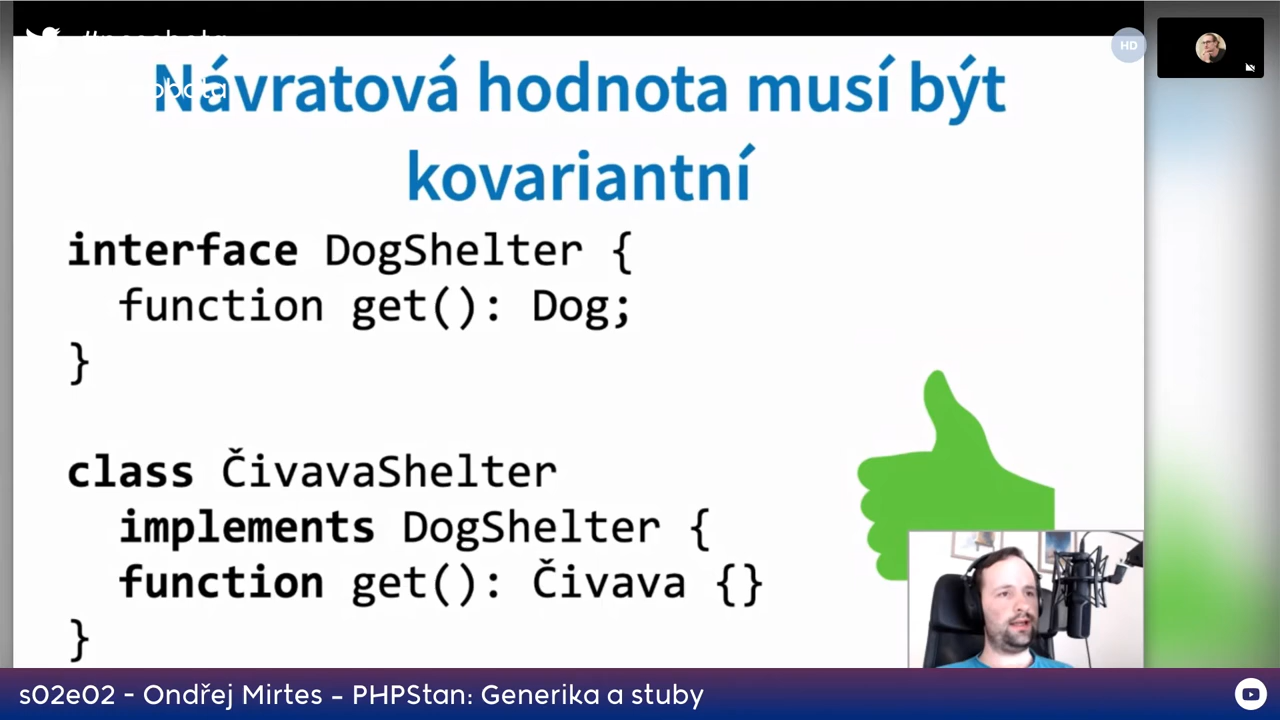 HD
Návratová hodnota musí být
kovariantní
interface DogShelter {
function get(): Dog;
}
class ČivavaShelter
implements DogShelter {
function get(): Čivava {}
}
s02e02 - Ondřej Mirtes – PHPStan: Generika a stuby